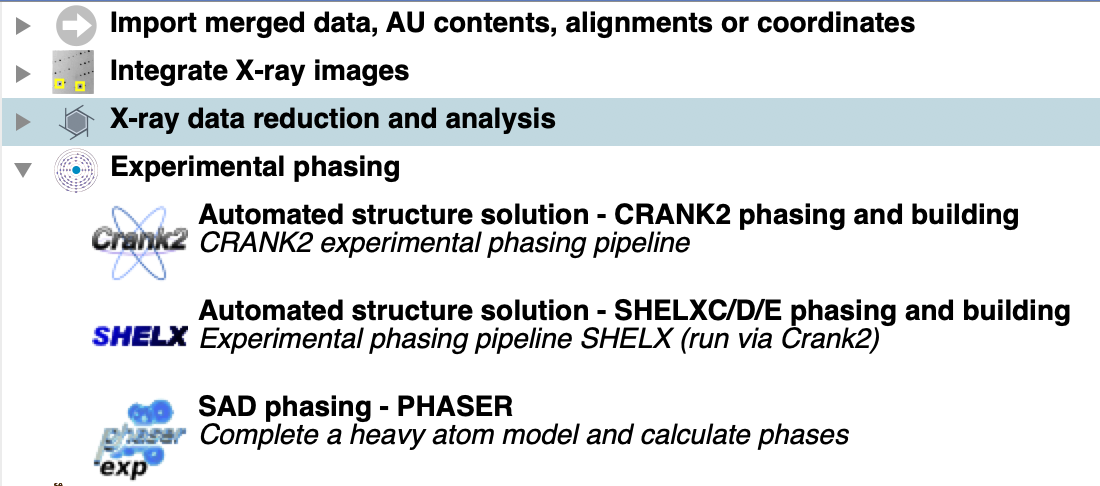 Import merged data, AU contents, alignments or coordinates
Integrate X-ray images
X-ray data reduction and analysis
Experimental phasing
Automated structure solution - CRANK2 phasing and building
Crank2
CRANK2 experimental phasing pipeline
Automated structure solution - SHELXC/D/E phasing and building
SHELX
Experimental phasing pipeline SHELX (run via Crank2)
SAD phasing - PHASER
phaser
Complete a heavy atom model and calculate phases
exp